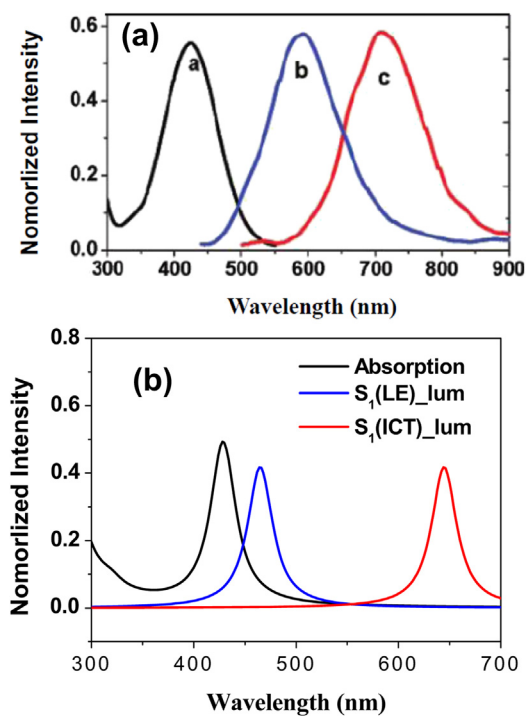 (a)
a
b
c
Nomorlized Intensity
0.6
0.4
0.2
0.0
300 400 500 600 700 800 900
Wavelength (nm)
(b)
Absorption
S1(LE)_lum
S1(ICT)_lum
Nomorlized Intensity
0.8
0.6
0.4
0.2
0.0
300 400 500 600 700
Wavelength (nm)